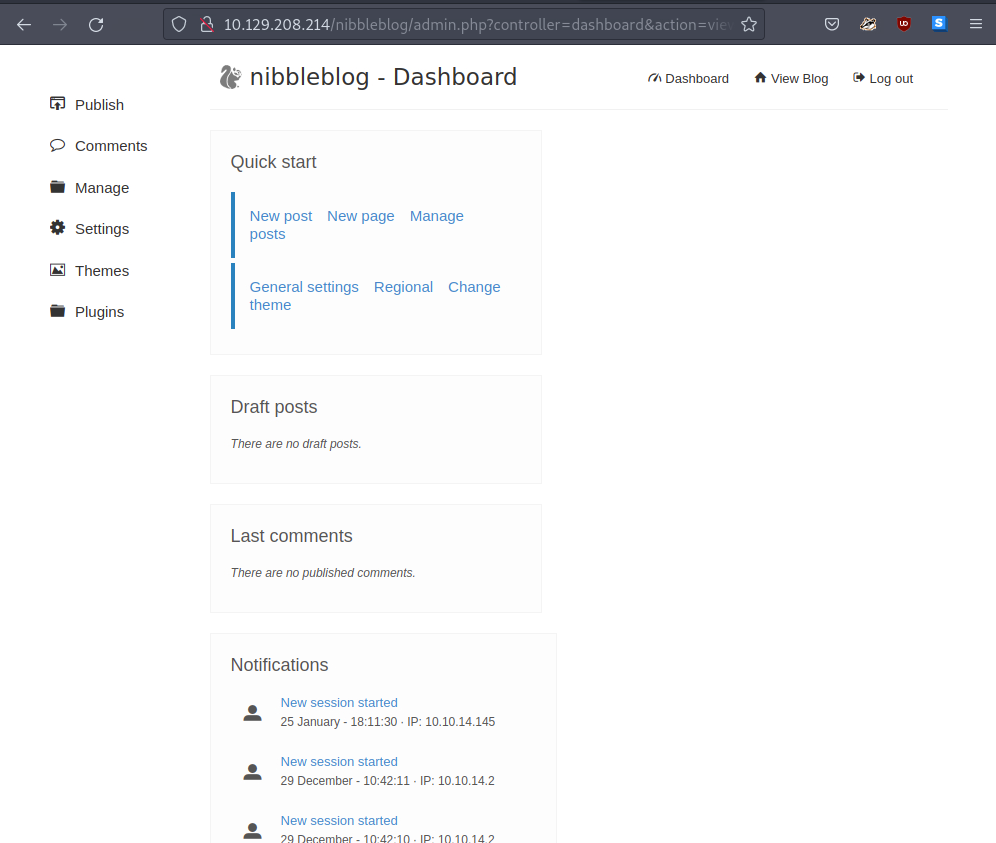 10.129.208.214/nibbleblog/admin.php?controller=dashboard&action=view
nibbleblog - Dashboard
Dashboard
View Blog
Log out
Publish
Comments
Manage
Settings
Themes
Plugins
Quick start
New post New page Manage
posts
General settings Regional Change
theme
Draft posts
There are no draft posts.
Last comments
There are no published comments.
Notifications
New session started
25 January - 18:11:30 · IP: 10.10.14.145
New session started
29 December - 10:42:11 · IP: 10.10.14.2
New session started
29 December - 10:42:10 · IP: 10.10.14.2